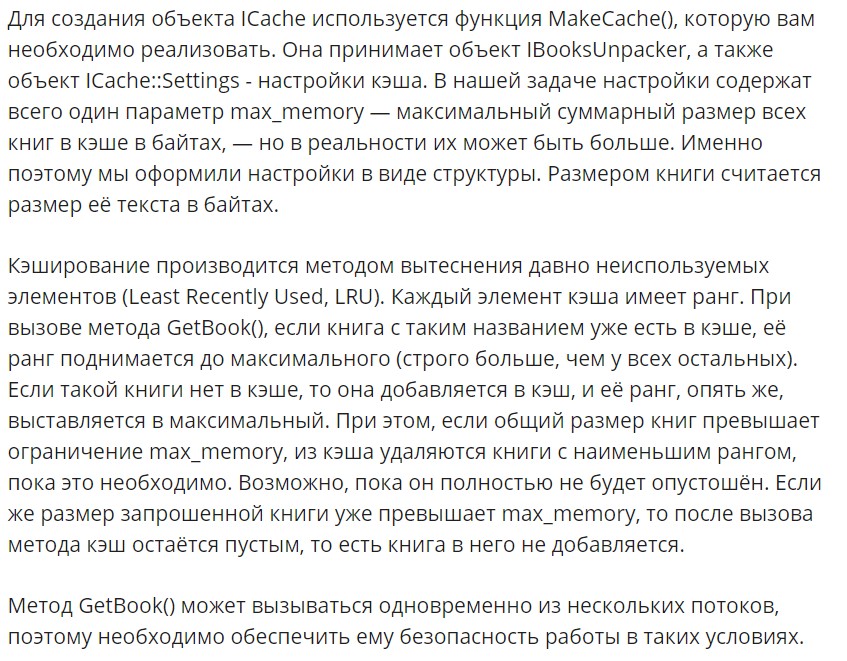 Для создания объекта ICache используется функция MakeCache(), которую вам
необходимо реализовать. Она принимает объект IBooksUnpacker, а также
объект ICache::Settings - настройки кэша. В нашей задаче настройки содержат
всего один параметр max_memory — максимальный суммарный размер всех
книг в кэше в байтах, — но в реальности их может быть больше. Именно
поэтому мы оформили настройки в виде структуры. Размером книги считается
размер её текста в байтах.
Кэширование производится методом вытеснения давно неиспользуемых
элементов (Least Recently Used, LRU). Каждый элемент кэша имеет ранг. При
вызове метода GetBook(), если книга с таким названием уже есть в кэше, её
ранг поднимается до максимального (строго больше, чем у всех остальных).
Если такой книги нет в кэше, то она добавляется в кэш, и её ранг, опять же,
выставляется в максимальный. При этом, если общий размер книг превышает
ограничение max_memory, из кэша удаляются книги с наименьшим рангом,
пока это необходимо. Возможно, пока он полностью не будет опустошён. Если
же размер запрошенной книги уже превышает max_memory, то после вызова
метода кэш остаётся пустым, то есть книга в него не добавляется.
Метод GetBook() может вызываться одновременно из нескольких потоков,
поэтому необходимо обеспечить ему безопасность работы в таких условиях.